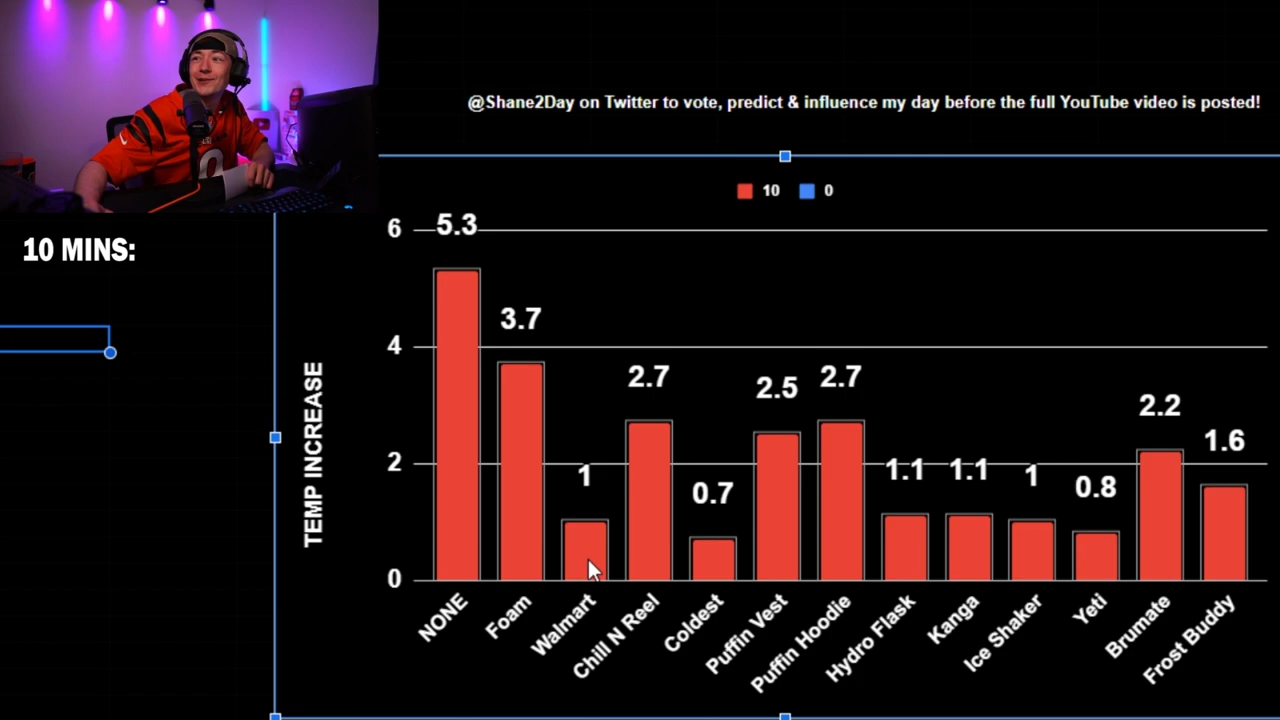 @Shane2Day on Twitter to vote, predict & influence my day before the full YouTube video is posted!
10 0
10 MINS:
TEMP INCREASE
6
4
2
0
5.3
3.7
1
2.7
0.7
2.5
2.7
1.1
1.1
1
0.8
2.2
1.6
NONE
Foam
Walmart
Chill N Reel
Coldest
Puffin Vest
Puffin Hoodie
Hydro Flask
Kanga
Ice Shaker
Yeti
Brumate
Frost Buddy